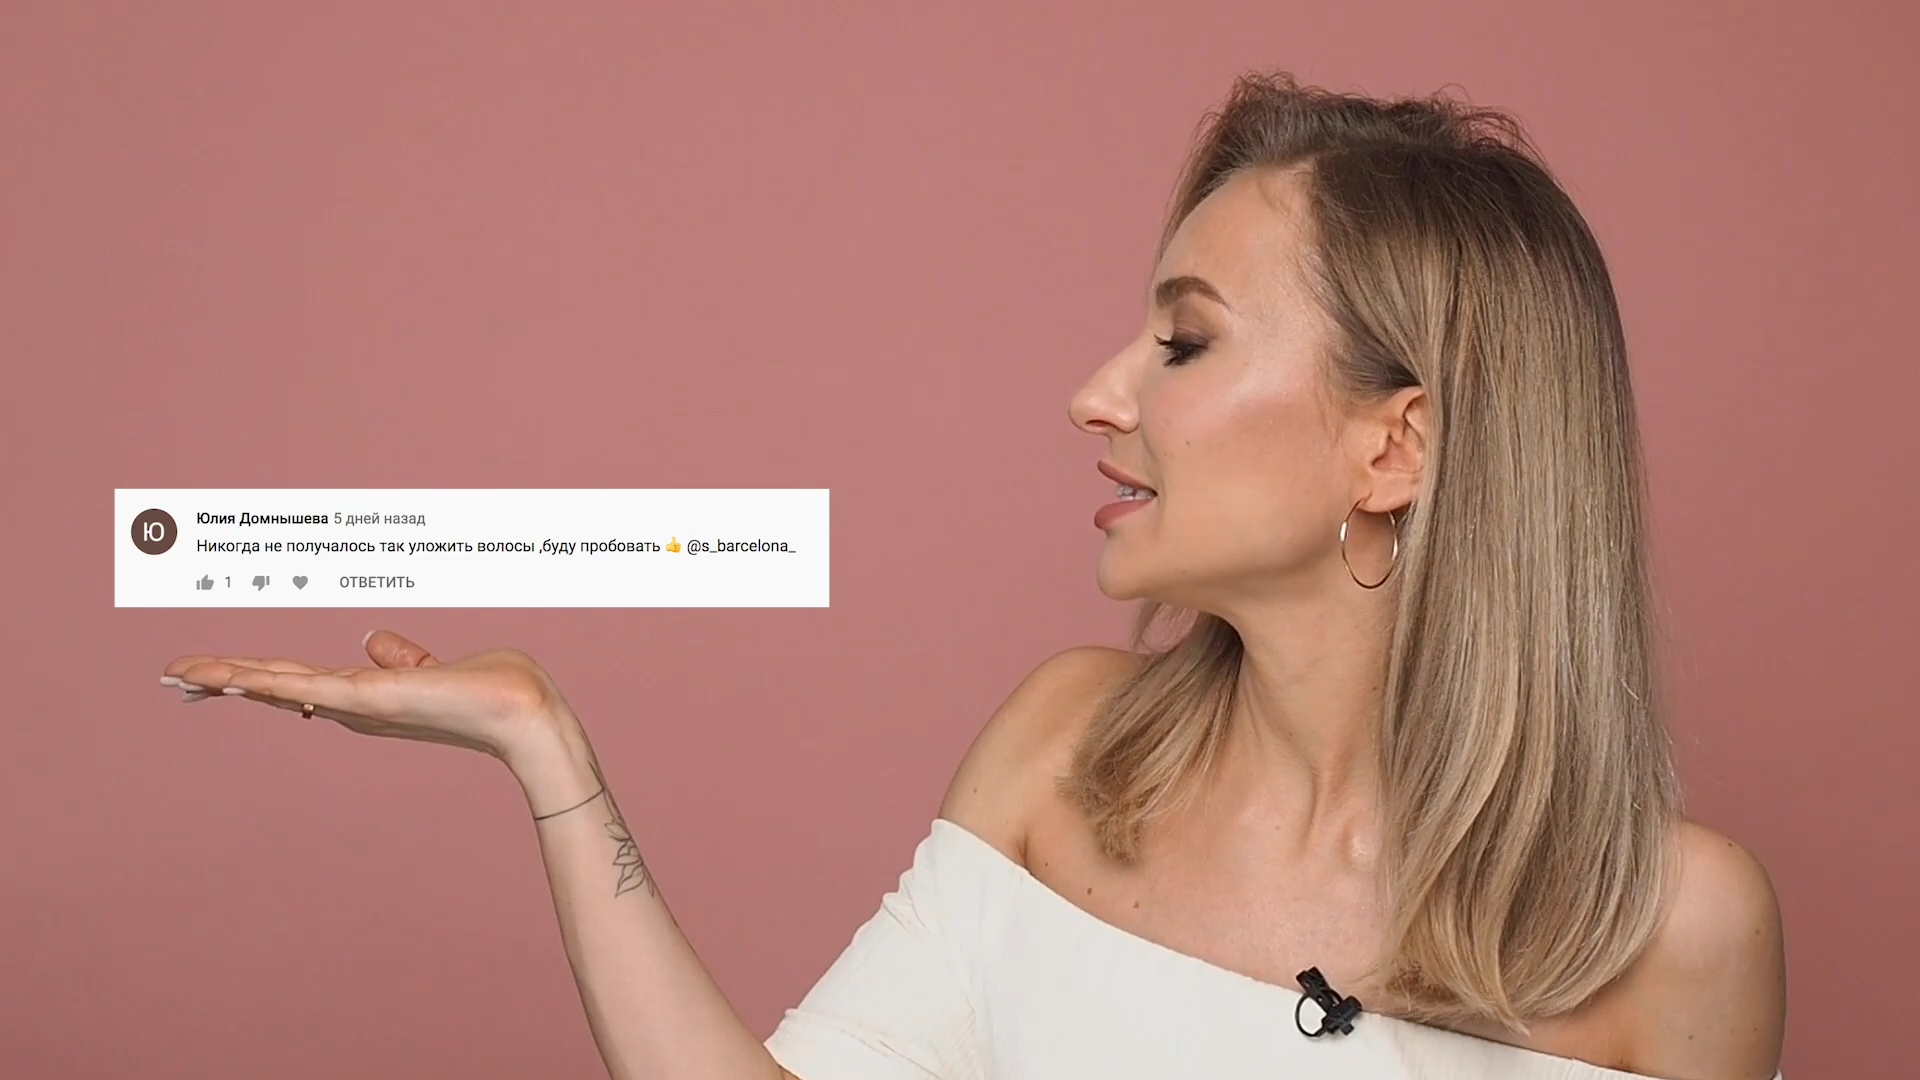 Ю
Юлия Домнышева 5 дней назад
Никогда не получалось так уложить волосы ,буду пробовать 👍 @s_barcelona_
1 ОТВЕТИТЬ